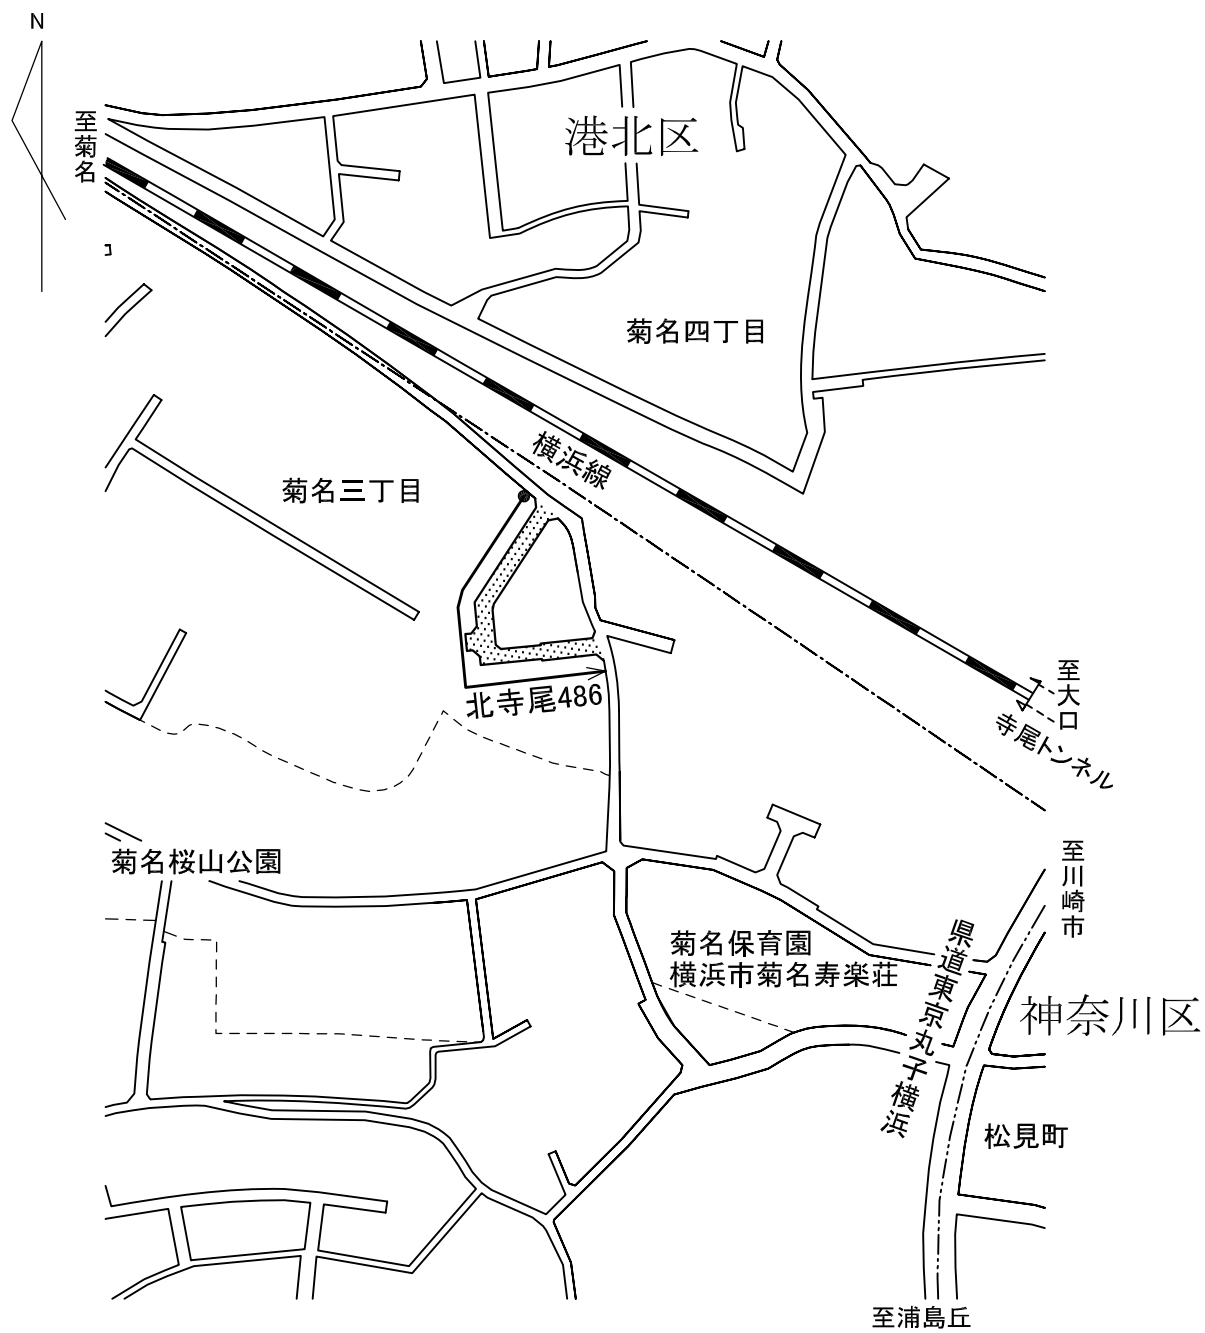 N
至菊名
港北区
菊名四丁目
横浜線
菊名三丁目
北寺尾486
至大口
寺尾トンネル
菊名桜山公園
至川崎市
菊名保育園
横浜市菊名寿楽荘
県道東京丸子横浜
神奈川区
松見町
至浦島丘